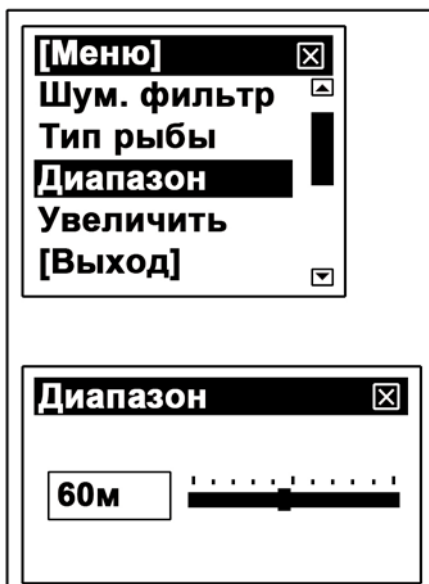 [Меню]
Шум. фильтр
Тип рыбы
Диапазон
Увеличить
[Выход]
Диапазон
60м